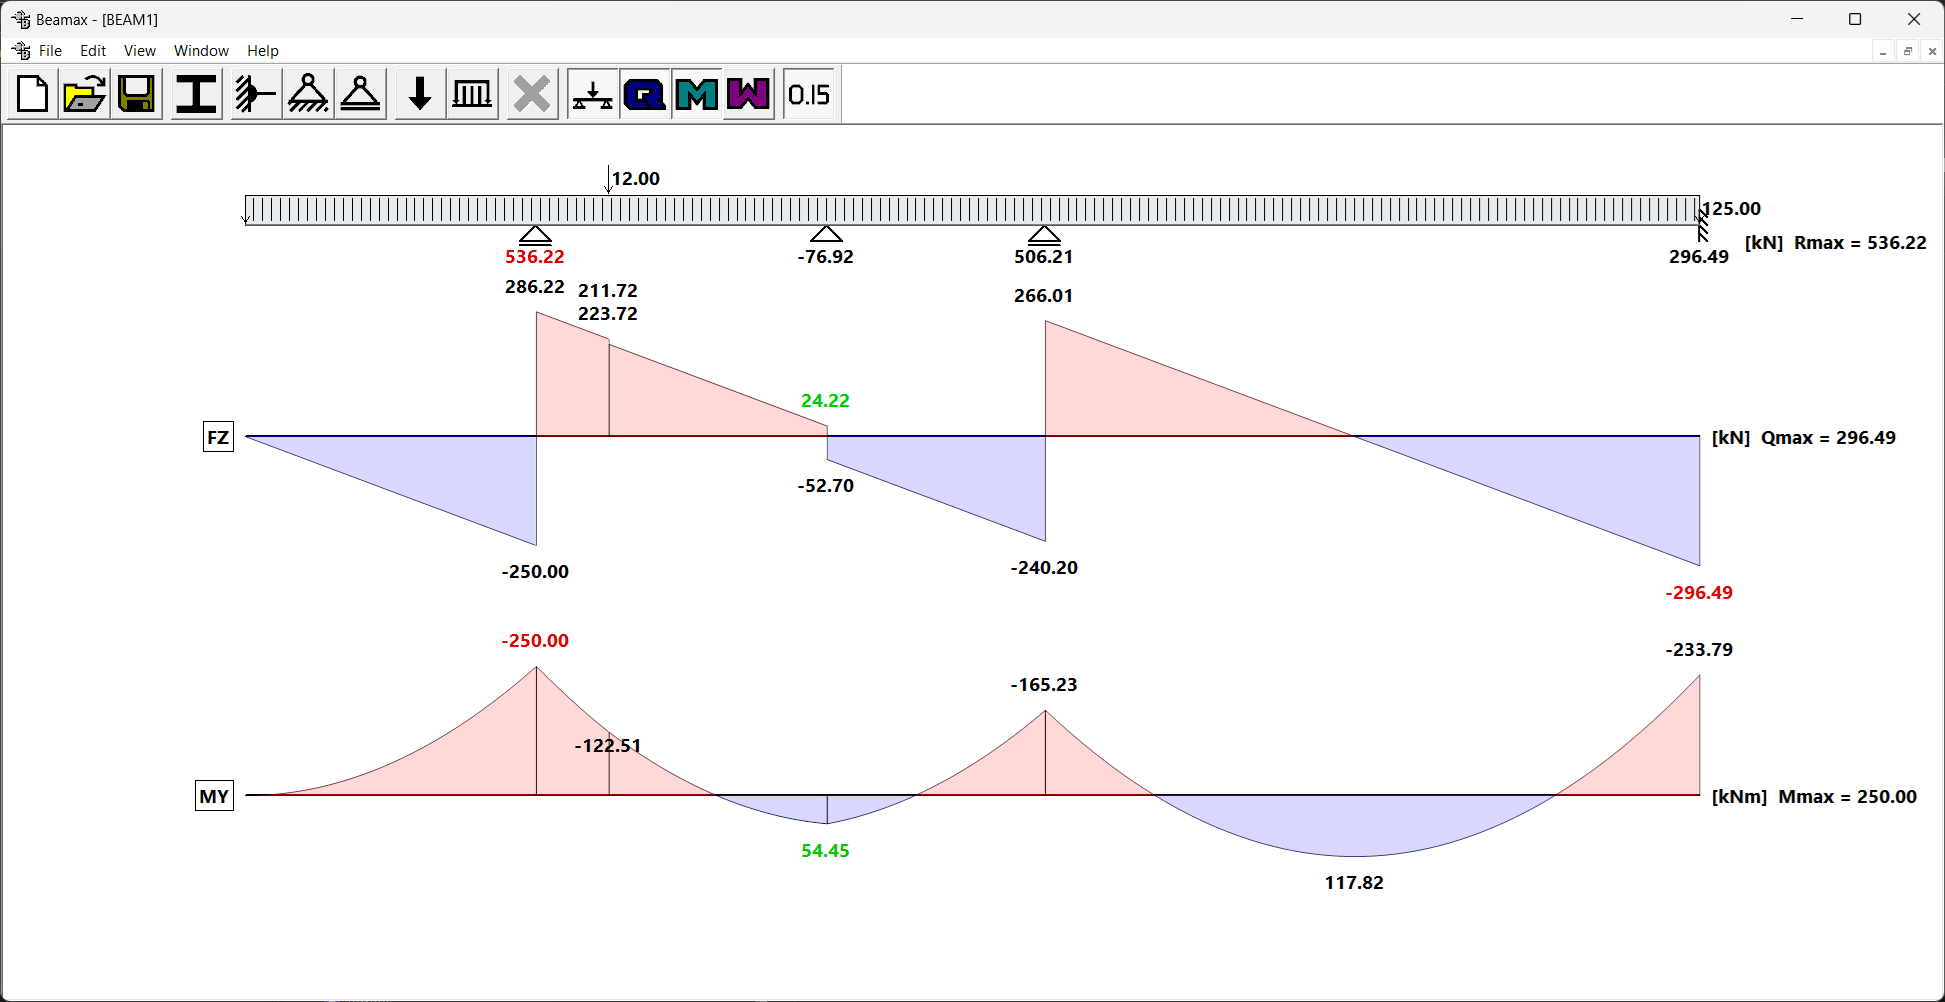 Beamax - [BEAM1]
File Edit View Window Help
Q M W 0.15
12.00
125.00
[kN] Rmax = 536.22
536.22 -76.92 506.21 296.49
286.22 211.72 266.01
223.72
24.22
FZ [kN] Qmax = 296.49
-52.70
-250.00 -240.20
-296.49
-250.00 -233.79
-165.23
-122.51
MY [kNm] Mmax = 250.00
54.45
117.82